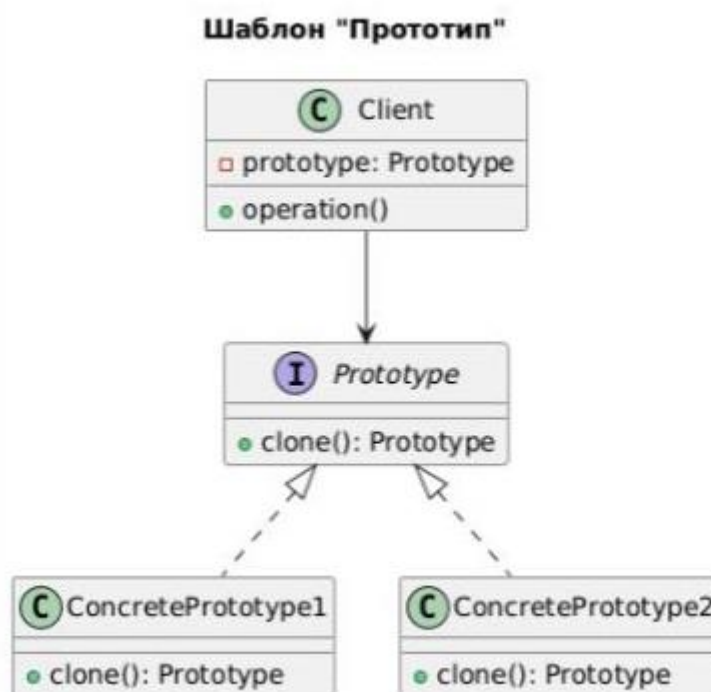 Шаблон "Прототип"
C Client
prototype: Prototype
operation()
I Prototype
clone(): Prototype
C ConcretePrototype1
C ConcretePrototype2
clone(): Prototype
clone(): Prototype